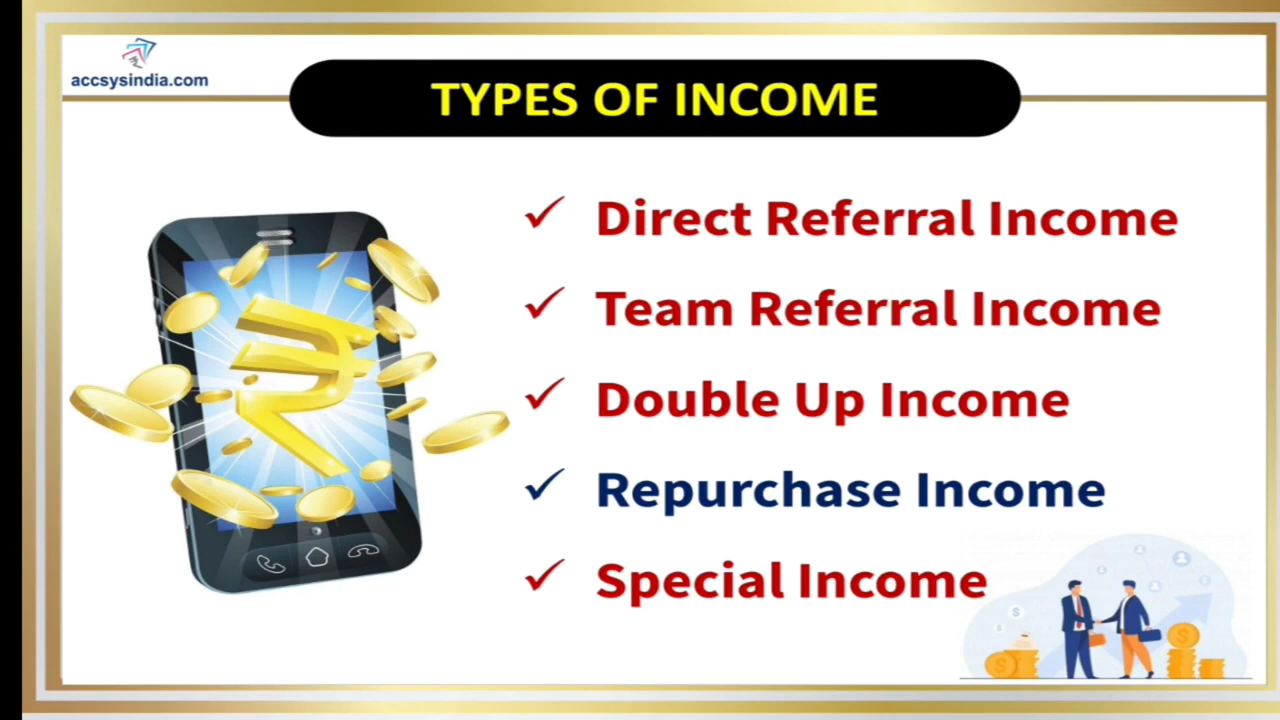 accsysindia.com
TYPES OF INCOME
✓ Direct Referral Income
✓ Team Referral Income
✓ Double Up Income
✓ Repurchase Income
✓ Special Income